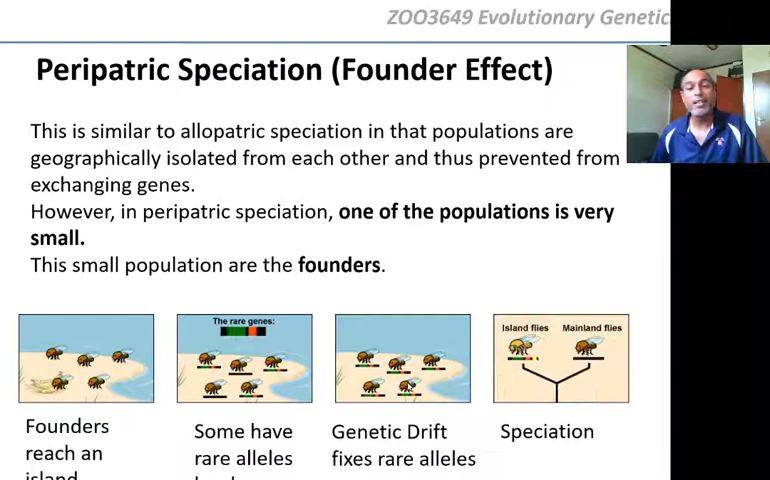 ZOO3649 Evolutionary Genetic
Peripatric Speciation (Founder Effect)
This is similar to allopatric speciation in that populations are
geographically isolated from each other and thus prevented from
exchanging genes.
However, in peripatric speciation, one of the populations is very
small.
This small population are the founders.
The rare genes:
Island flies Mainland flies
Founders
reach an
island
Some have
rare alleles
Genetic Drift
fixes rare alleles
Speciation